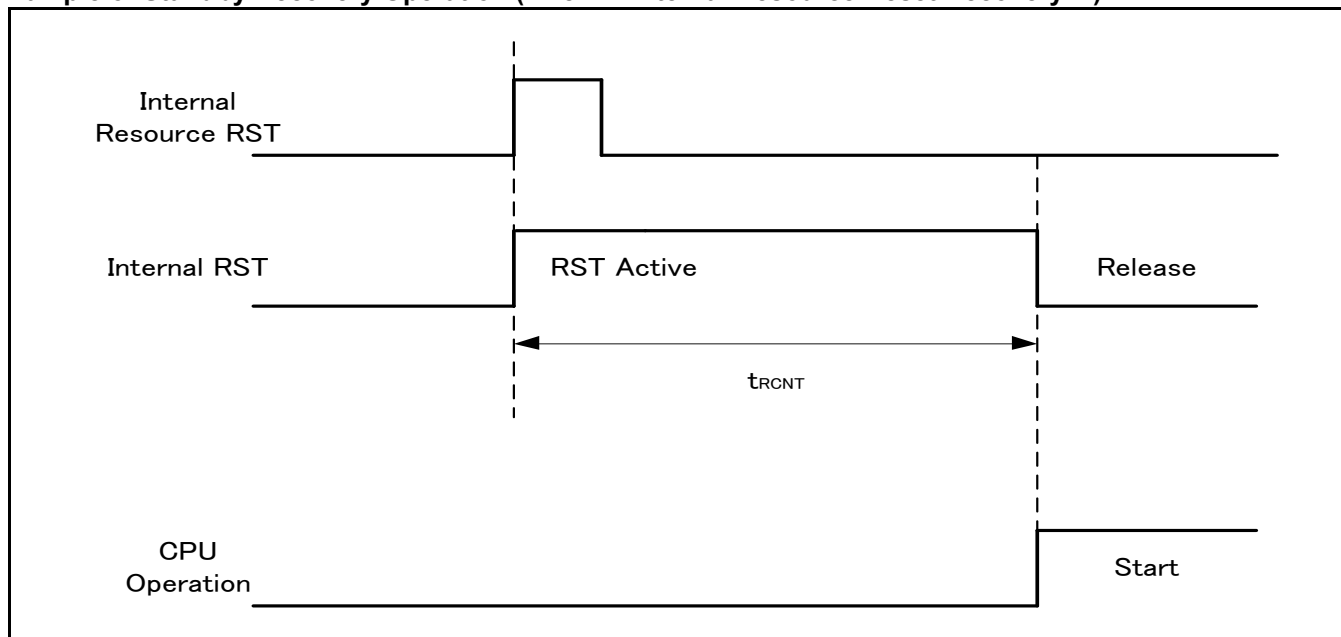 Internal
Resource RST
Internal RST
RST Active
Release
tRCNT
CPU
Operation
Start